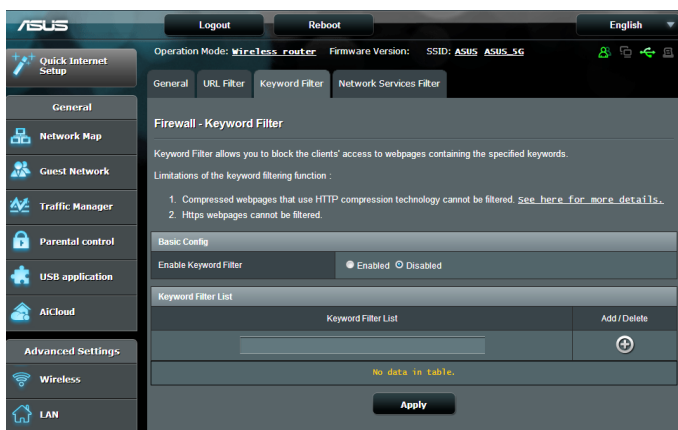 ASUS
Logout
Reboot
English
Operation Mode: Wireless router Firmware Version: SSID: ASUS ASUS_5G
Quick Internet
Setup
General
Network Map
Guest Network
Traffic Manager
Parental control
USB application
AiCloud
Advanced Settings
Wireless
LAN
General
URL Filter
Keyword Filter
Network Services Filter
Firewall - Keyword Filter
Keyword Filter allows you to block the clients' access to webpages containing the specified keywords.
Limitations of the keyword filtering function :
1. Compressed webpages that use HTTP compression technology cannot be filtered. See here for more details.
2. Https webpages cannot be filtered.
Basic Config
Enable Keyword Filter
Enabled Disabled
Keyword Filter List
Keyword Filter List
Add / Delete
No data in table.
Apply